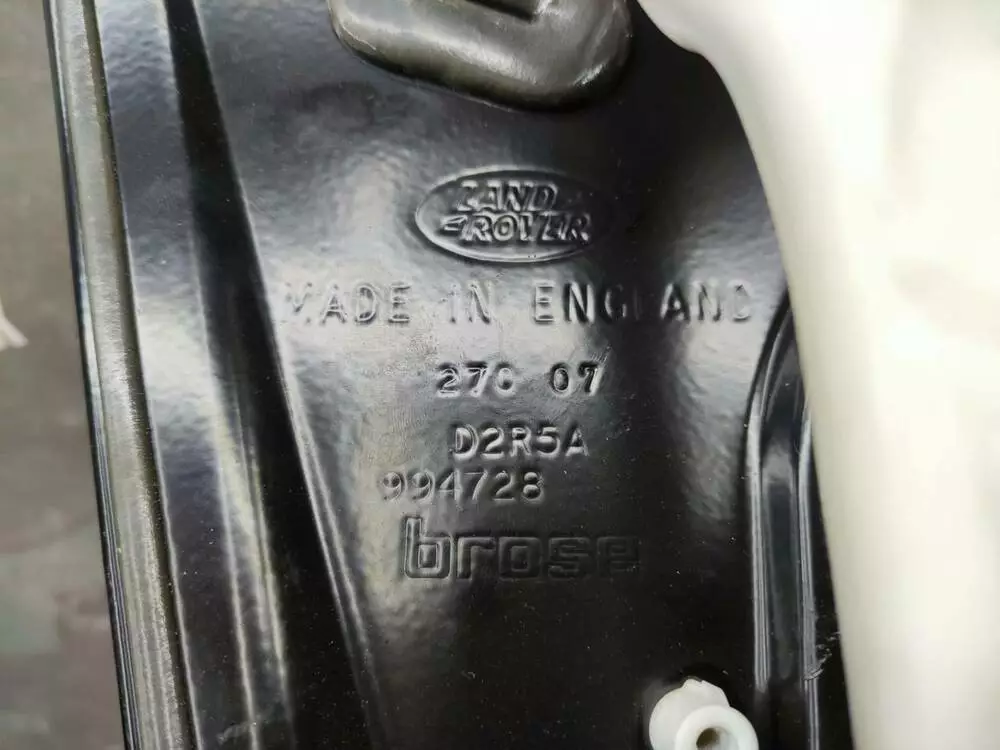 LAND
ROVER
MADE IN ENGLAND
270 07
D2R5A
994728
brose